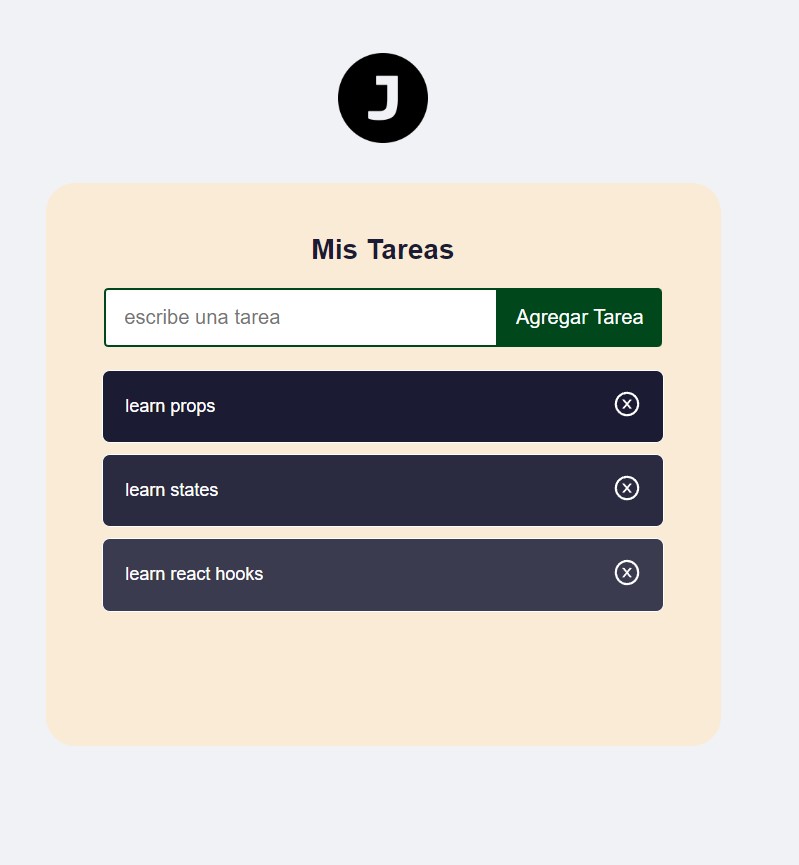 J
Mis Tareas
escribe una tarea
Agregar Tarea
learn props
learn states
learn react hooks